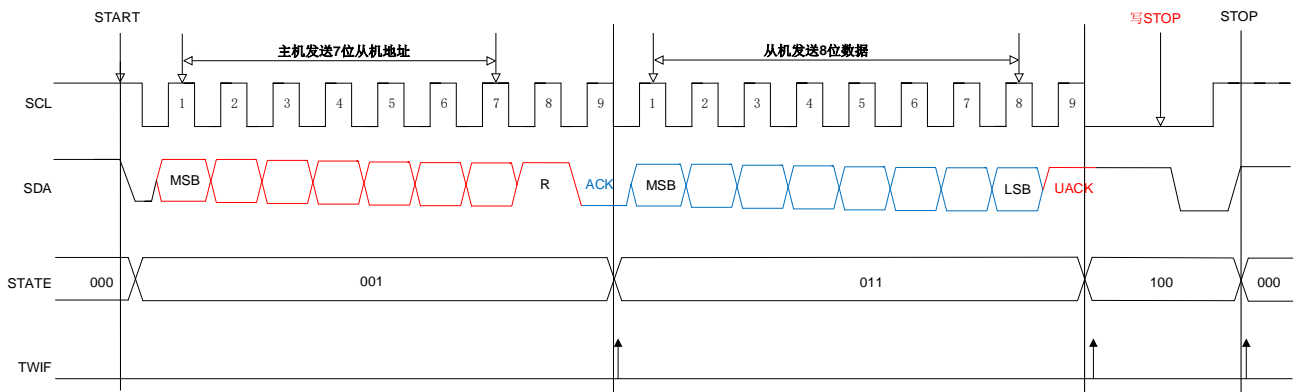 START 写STOP STOP
主机发送7位从机地址 从机发送8位数据
SCL 1 2 3 4 5 6 7 8 9 1 2 3 4 5 6 7 8 9
SDA MSB R ACK MSB LSB UACK
STATE 000 001 011 100 000
TWIF